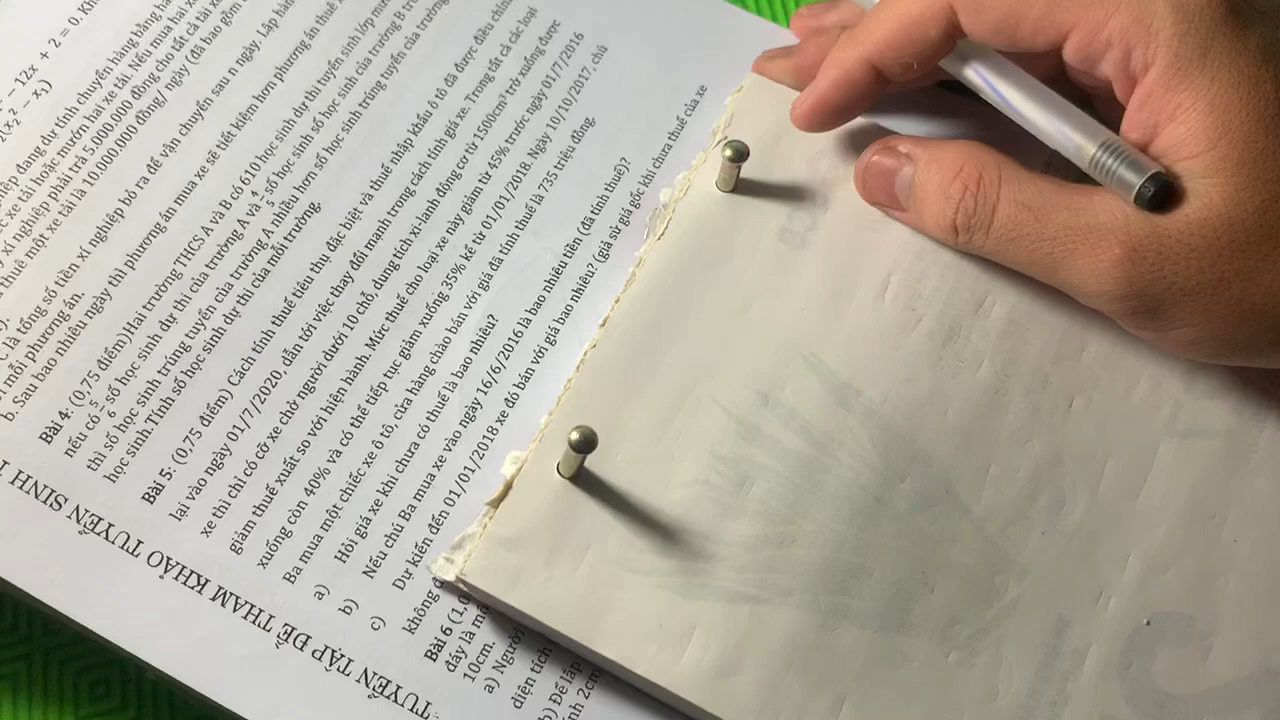 - 12x + 2 = 0. Kh
đang dự tính chuyển hàng bằng
xe tải hoặc mướn hai xe tải. Nếu mua hai
xí nghiệp phải trả 5.000.000 đồng cho tất cả tài xế
thuê một xe tải là 10.000.000 đồng/ ngày (đã bao gồm
C là tổng số tiền xí nghiệp bỏ ra để vận chuyển sau n ngày. Lập hàm
mỗi phương án.
b. Sau bao nhiêu ngày thì phương án mua xe sẽ tiết kiệm hơn phương án thuê
Bài 4: (0,75 điểm) Hai trường THCS A và B có 610 học sinh dự thi tuyển sinh lớp
nếu có 5/6 số học sinh dự thi của trường A và 4/5 số học sinh của trường B
thì số học sinh trúng tuyển của trường A nhiều hơn số học sinh trúng tuyển của trường
học sinh. Tính số học sinh dự thi của mỗi trường.
Bài 5: (0,75 điểm) Cách tính thuế tiêu thụ đặc biệt và thuế nhập khẩu ô tô đã được điều chỉnh
lại vào ngày 01/7/2020, dẫn tới việc thay đổi mạnh trong cách tính giá xe. Trong tất cả các loại
xe thì chỉ có cỡ xe chở người dưới 10 chỗ, dung tích xi-lanh động cơ từ 1500cm³ trở xuống được
giảm thuế xuất so với hiện hành. Mức thuế cho loại xe này giảm từ 45% trước ngày 01/7/2016
xuống còn 40% và có thể tiếp tục giảm xuống 35% kể từ 01/01/2018. Ngày 10/10/2017, chú
Ba mua một chiếc xe ô tô, cửa hàng chào bán với giá đã tính thuế là 735 triệu đồng.
a) Hỏi giá xe khi chưa có thuế là bao nhiêu?
b) Nếu chú Ba mua xe vào ngày 16/6/2016 là bao nhiêu tiền (đã tính thuế)?
c) Dự kiến đến 01/01/2018 xe đó bán với giá bao nhiêu? (giả sử giá gốc khi chưa thuế của xe
không
Bài 6 (1,0
đáy là
10cm.
a) Người
diện tích
b) Để lấp
2cm
TUYỂN TẬP ĐỀ THAM KHẢO TUYỂN SINH